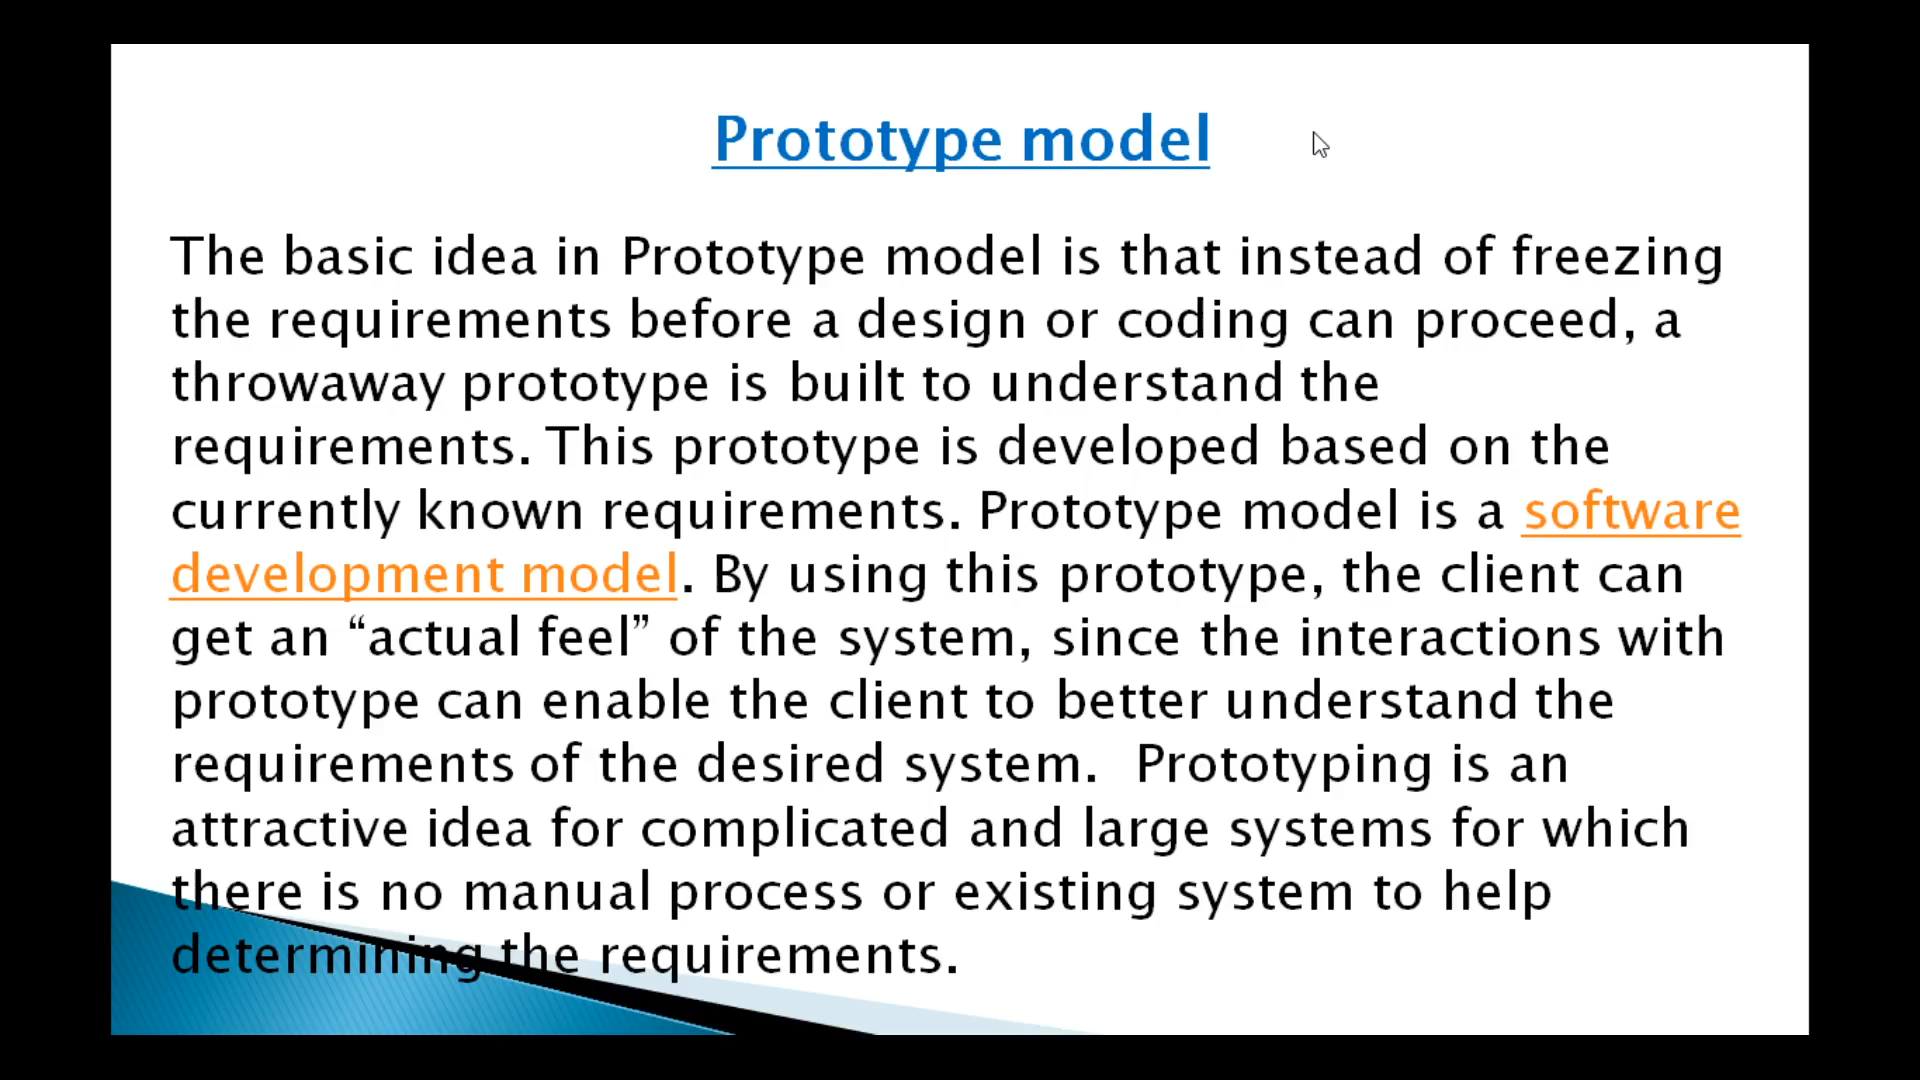 Prototype model
The basic idea in Prototype model is that instead of freezing
the requirements before a design or coding can proceed, a
throwaway prototype is built to understand the
requirements. This prototype is developed based on the
currently known requirements. Prototype model is a software
development model. By using this prototype, the client can
get an “actual feel” of the system, since the interactions with
prototype can enable the client to better understand the
requirements of the desired system.  Prototyping is an
attractive idea for complicated and large systems for which
there is no manual process or existing system to help
determining the requirements.